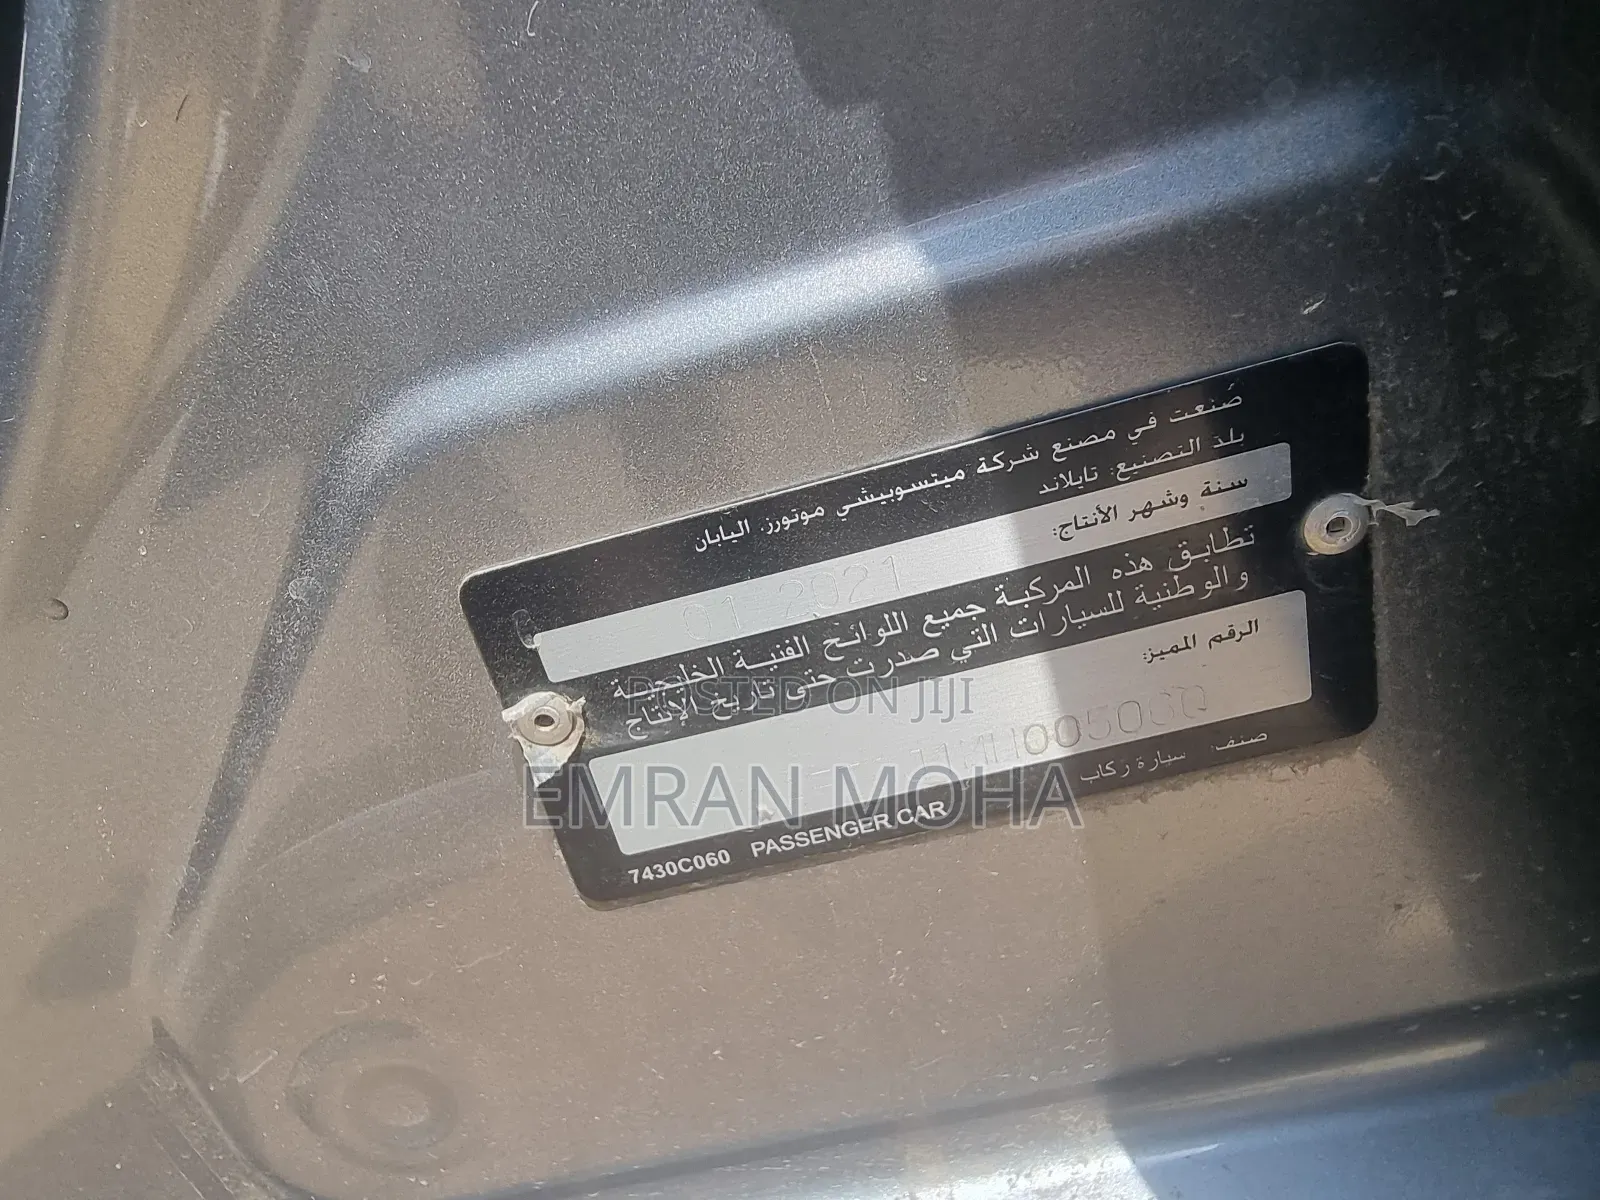 صُنعت في مصنع شركة ميتسوبيشي موتورز. اليابان
بلد التصنيع: تايلاند
سنة وشهر الأنتاج:
01 2021
تطابق هذه المركبة جميع اللوائح الفنية الخليجية
والوطنية للسيارات التي صدرت حتى تاريخ الإنتاج
الرقم المميز:
صنف: سيارة ركاب
7430C060 PASSENGER CAR
POSTED ON JIJI
EMRAN MOHA